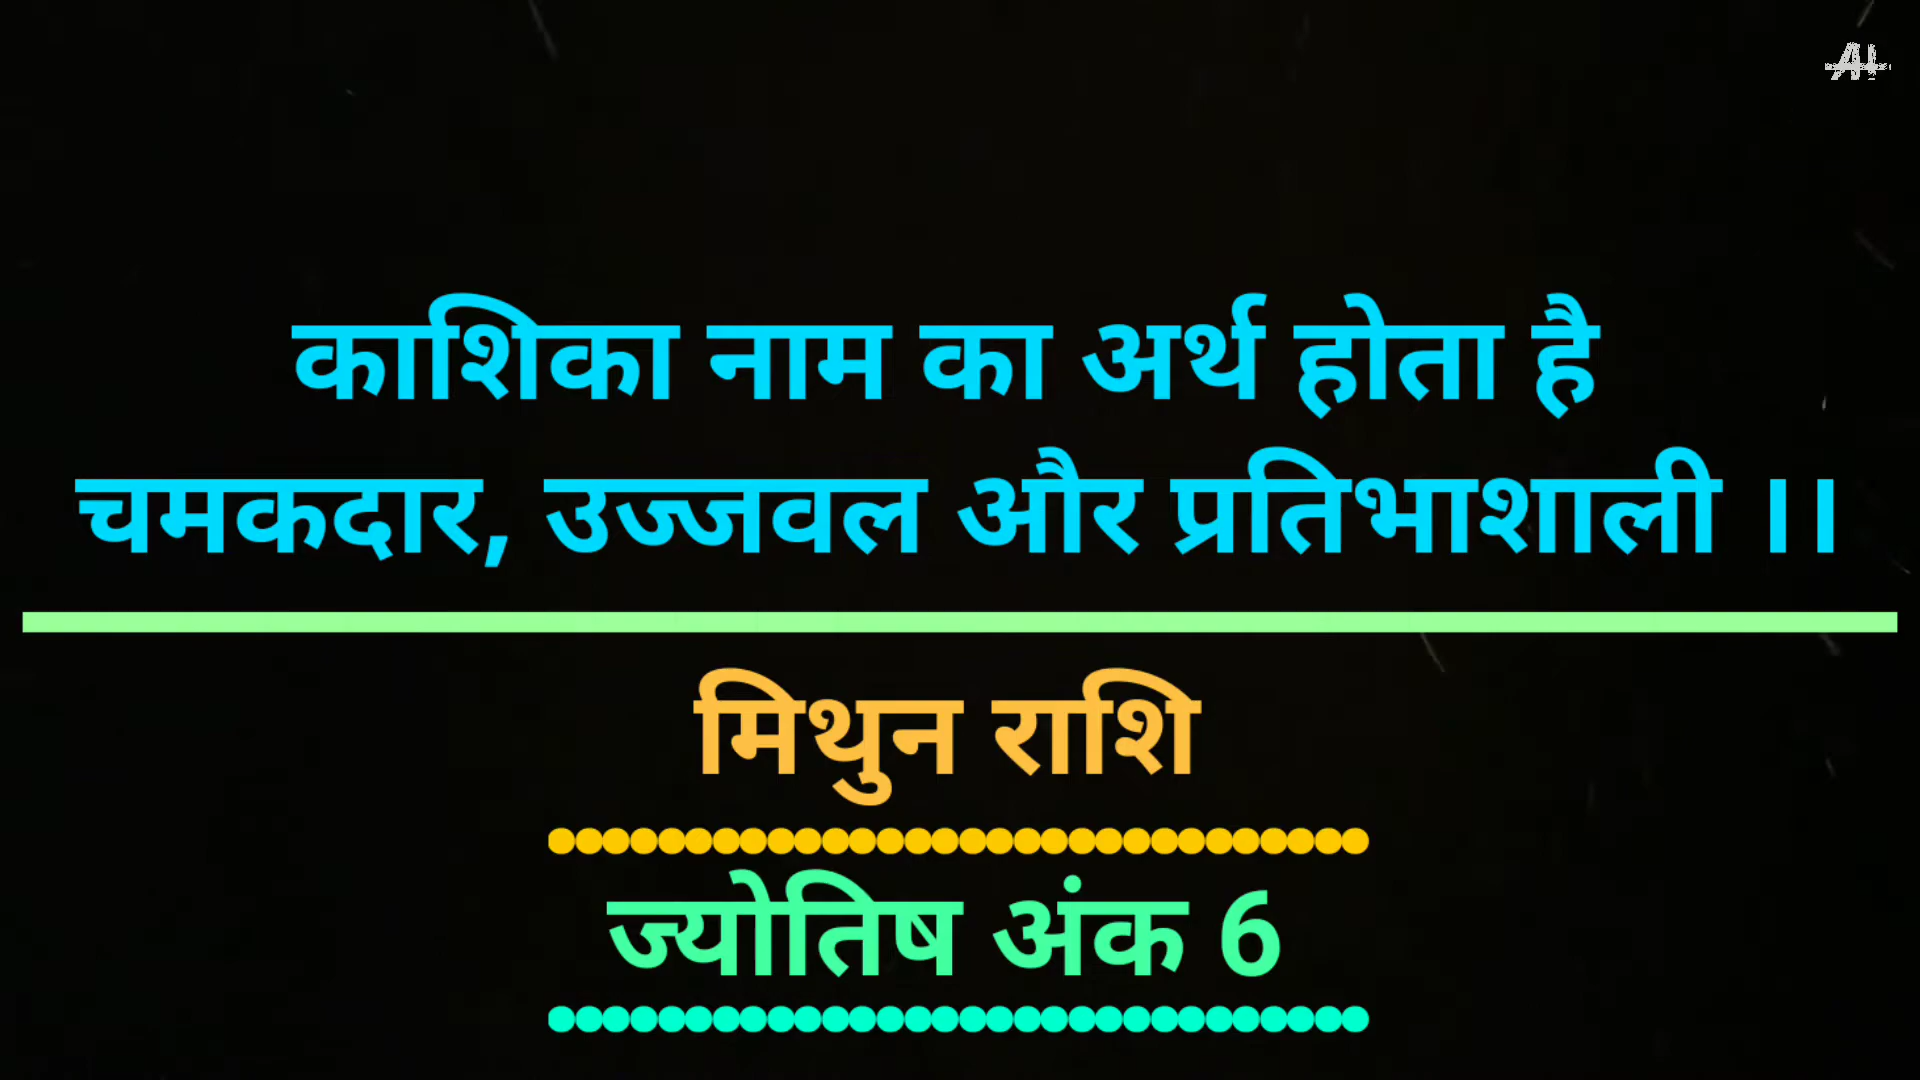 काशिका नाम का अर्थ होता है
चमकदार, उज्जवल और प्रतिभाशाली ।।
मिथुन राशि
ज्योतिष अंक 6